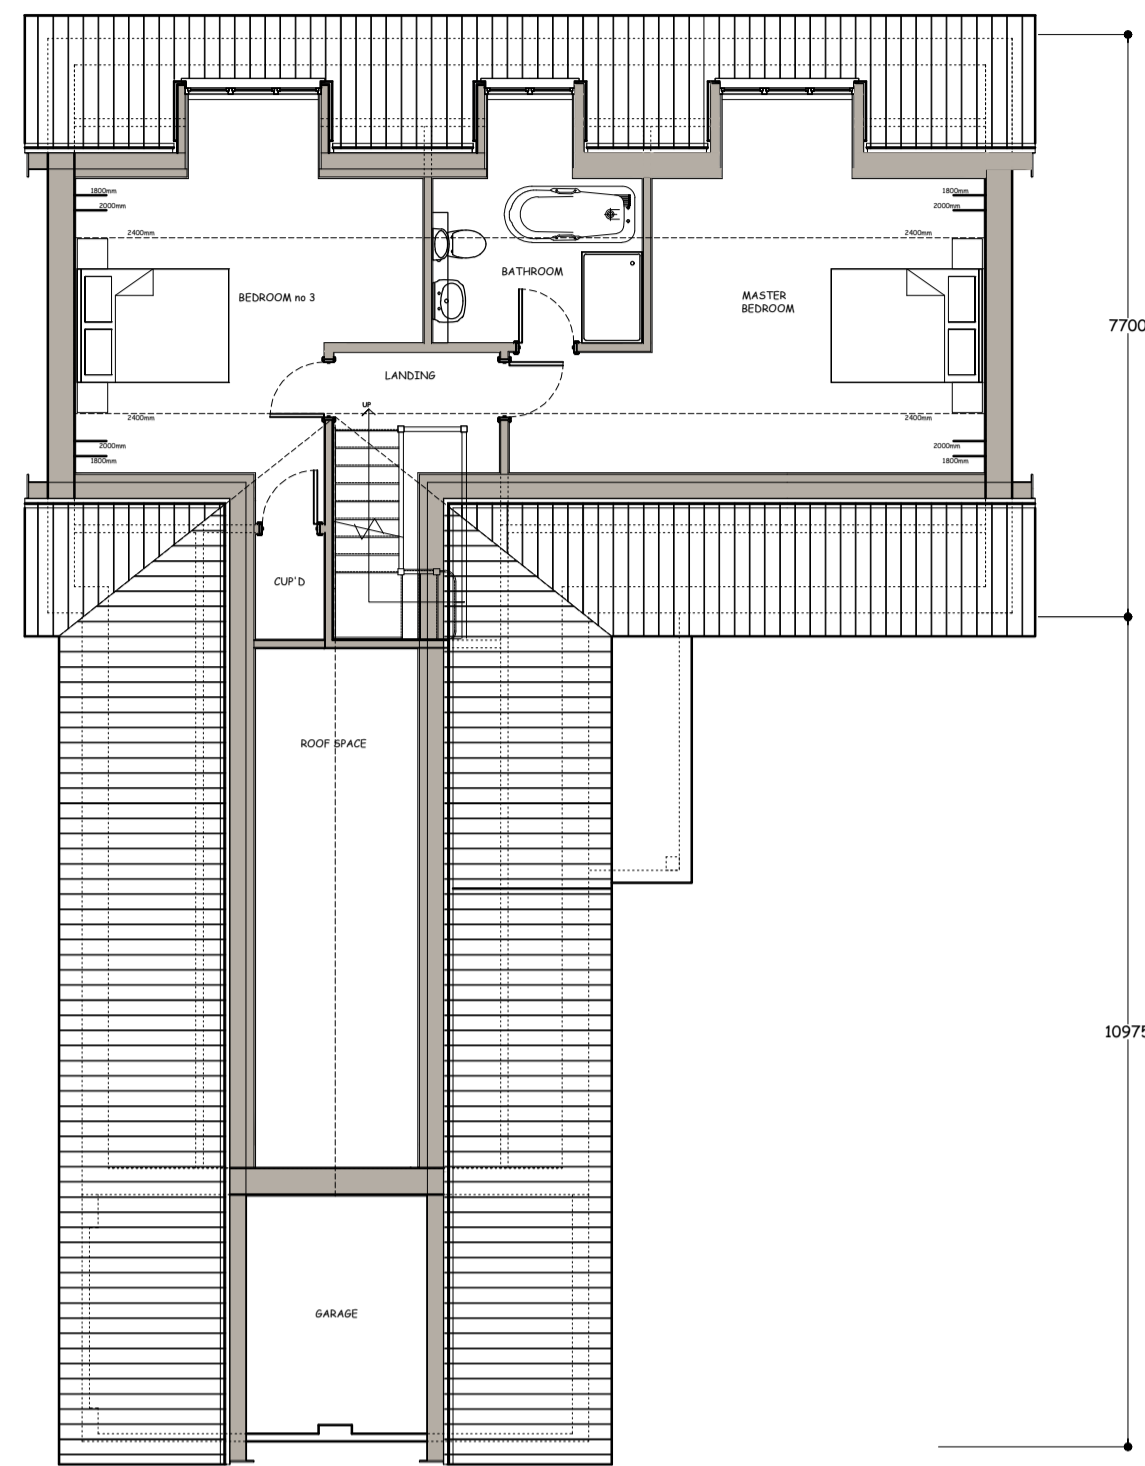 1800mm
1800mm
2000mm
2000mm
2400mm
2400mm
BATHROOM
BEDROOM no 3
MASTER
BEDROOM
7700
LANDING
UP
2400mm
2400mm
2000mm
2000mm
1800mm
1800mm
CUP'D
ROOF SPACE
10975
GARAGE